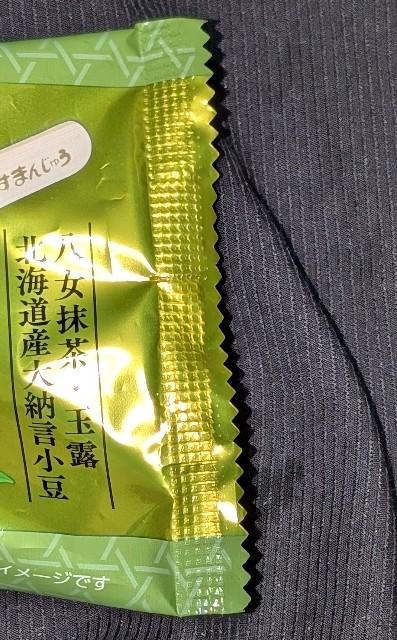 すまんじゅう
八女抹茶・玉露
北海道産大納言小豆
イメージです